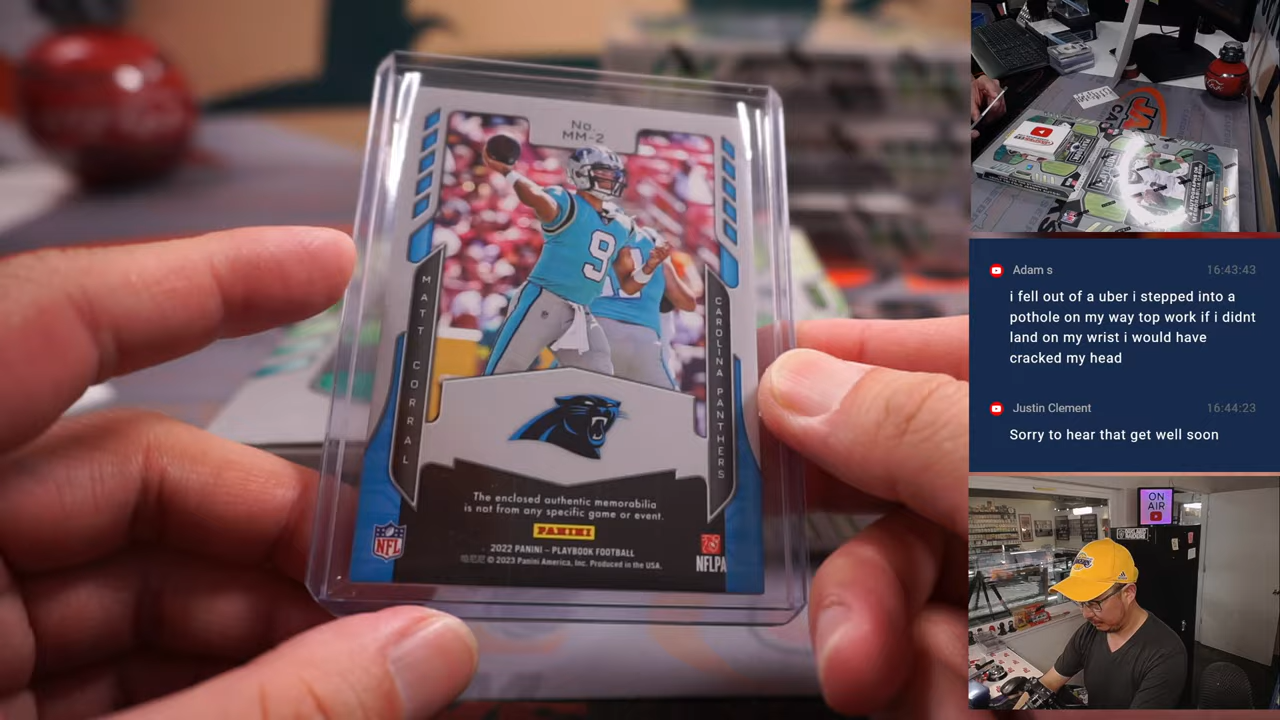 No.
MM-2
9
MATT CORRAL
CAROLINA PANTHERS
The enclosed authentic memorabilia
is not from any specific game or event.
PANINI
2022 PANINI – PLAYBOOK FOOTBALL
© 2023 Panini America, Inc. Produced in the USA.
NFL
NFLPA
Adam s
16:43:43
i fell out of a uber i stepped into a
pothole on my way top work if i didnt
land on my wrist i would have
cracked my head
Justin Clement
16:44:23
Sorry to hear that get well soon
ON
AIR